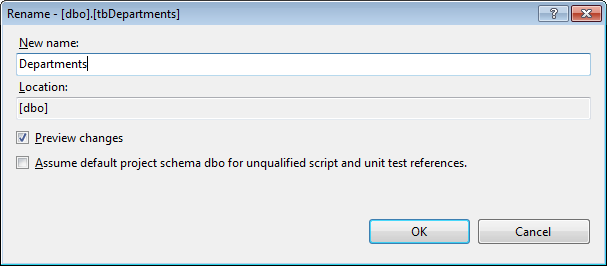 Rename - [dbo].[tbDepartments]
New name:
Departments
Location:
[dbo]
Preview changes
Assume default project schema dbo for unqualified script and unit test references.
OK Cancel